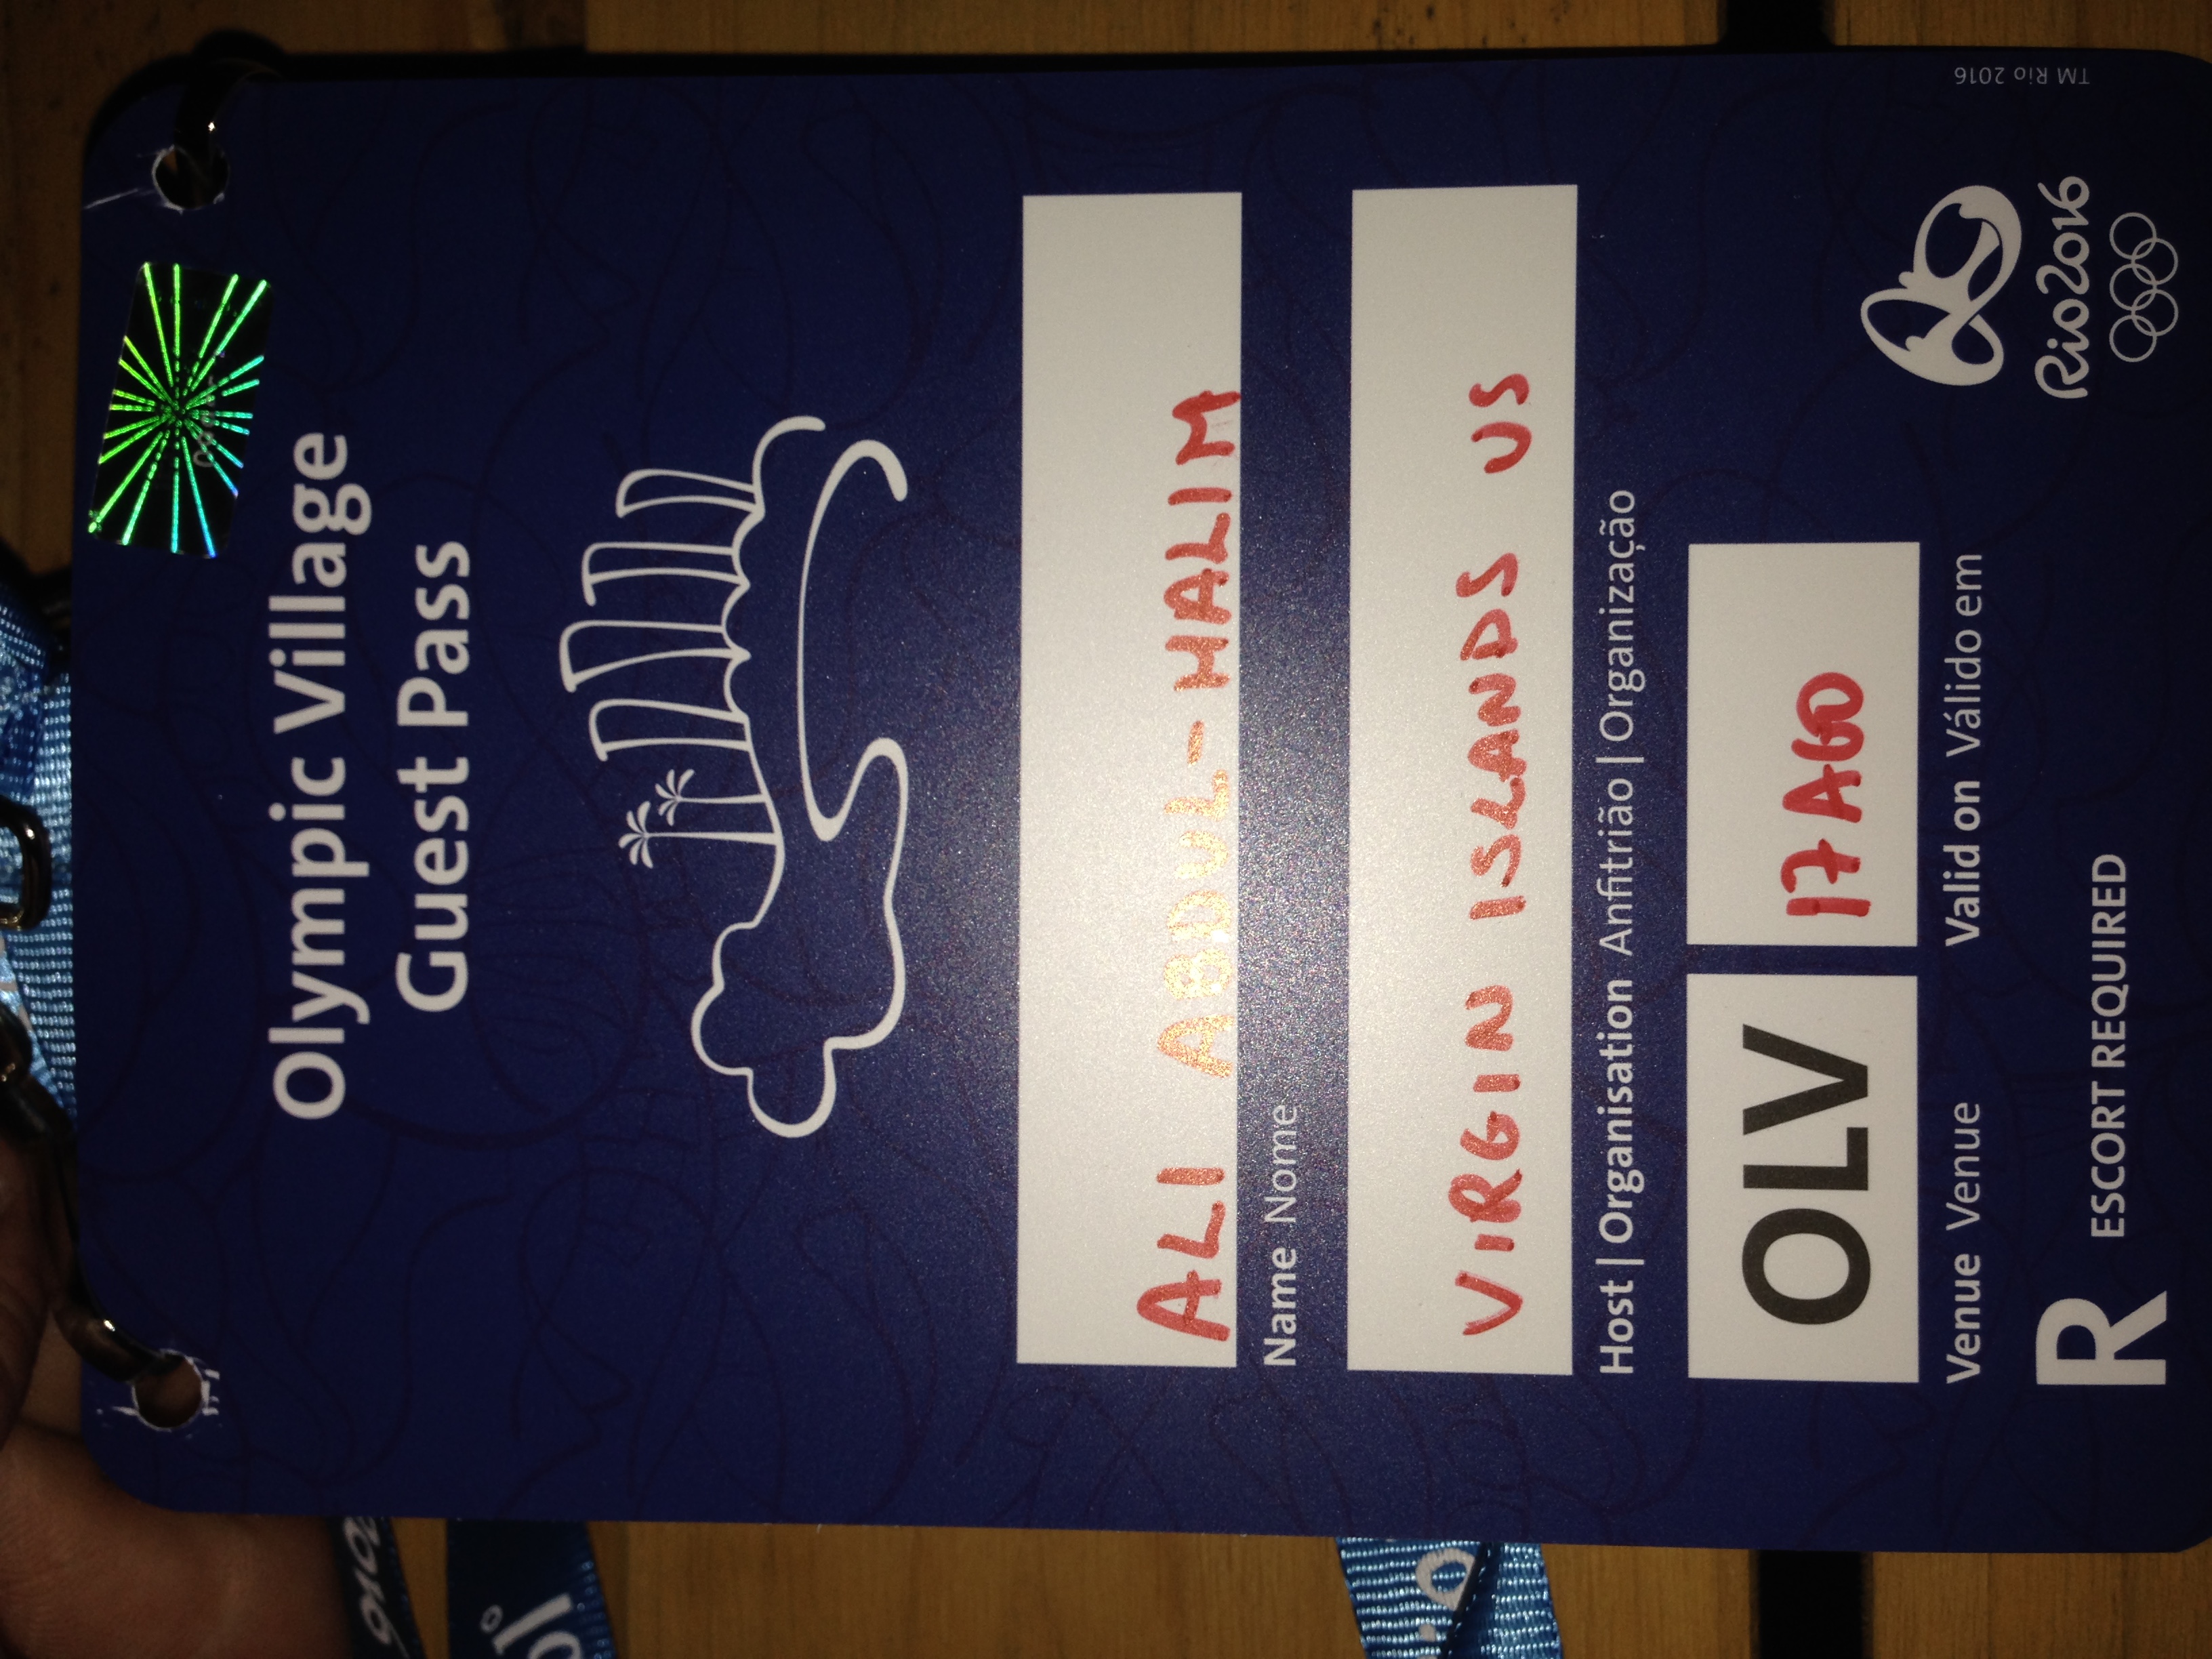 Olympic Village
Guest Pass
ALI ABDUL-HALIM
Name Nome
VIRGIN ISLANDS US
Host | Organisation Anfitrião | Organização
OLV
17 AGO
Venue Venue
Valid on Válido em
R ESCORT REQUIRED
Rio2016
TM Rio 2016
2016